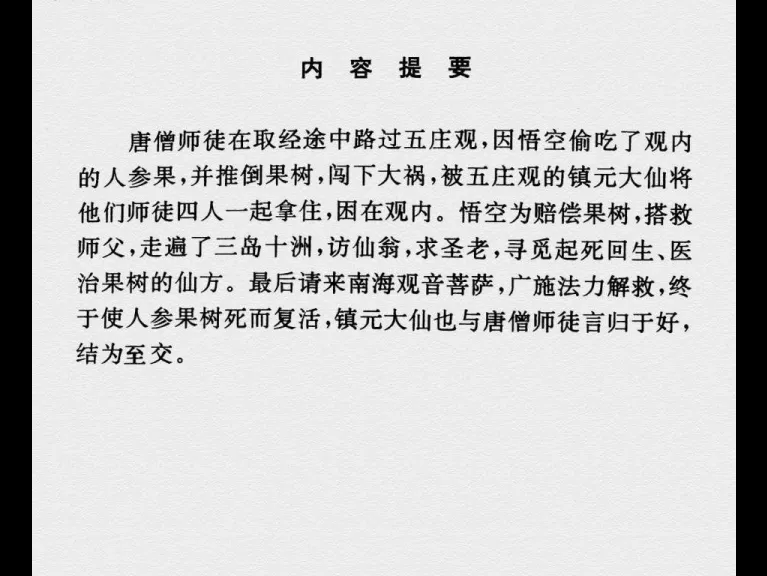 内容提要
唐僧师徒在取经途中路过五庄观,因悟空偷吃了观内
的人参果,并推倒果树,闯下大祸,被五庄观的镇元大仙将
他们师徒四人一起拿住,困在观内。悟空为赔偿果树,搭救
师父,走遍了三岛十洲,访仙翁,求圣老,寻觅起死回生、医
治果树的仙方。最后请来南海观音菩萨,广施法力解救,终
于使人参果树死而复活,镇元大仙也与唐僧师徒言归于好,
结为至交。